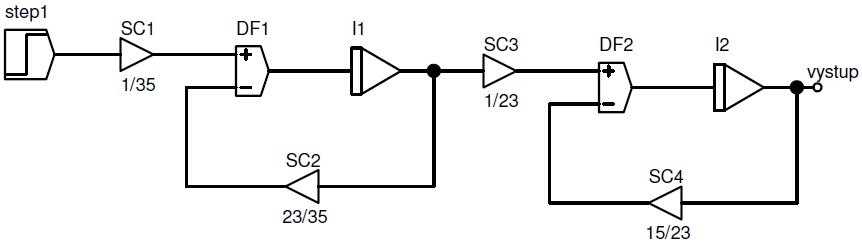 step1
SC1
DF1
I1
SC3
DF2
I2
vystup
1/35
1/23
SC2
23/35
SC4
15/23